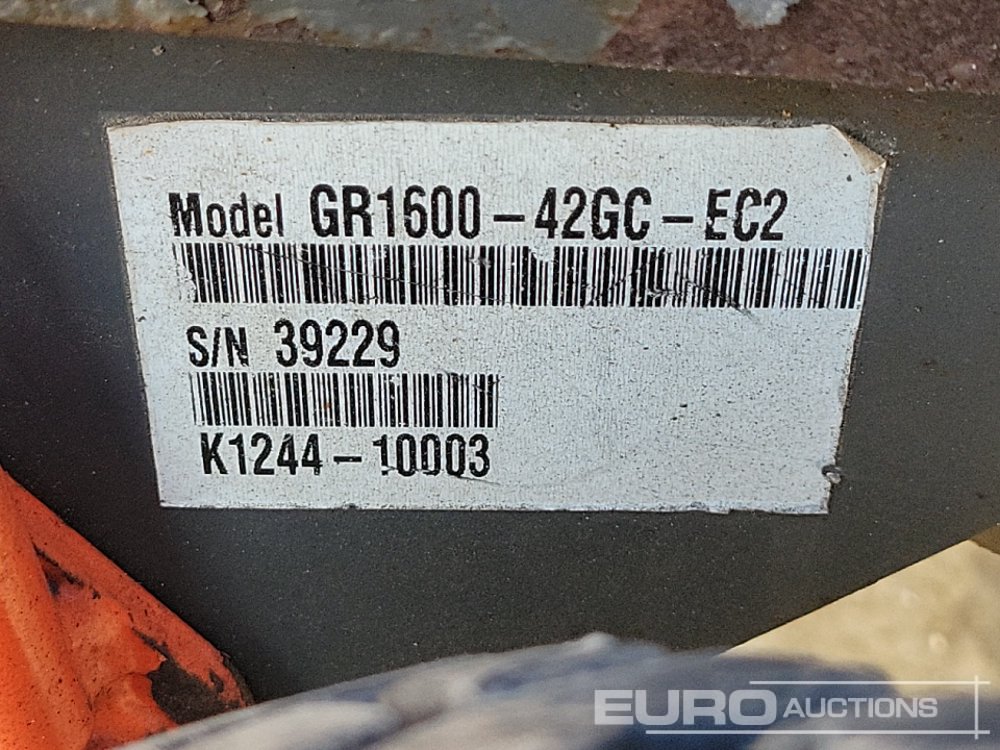 Model GR1600-42GC-EC2
S/N 39229
K1244-10003
EURO AUCTIONS